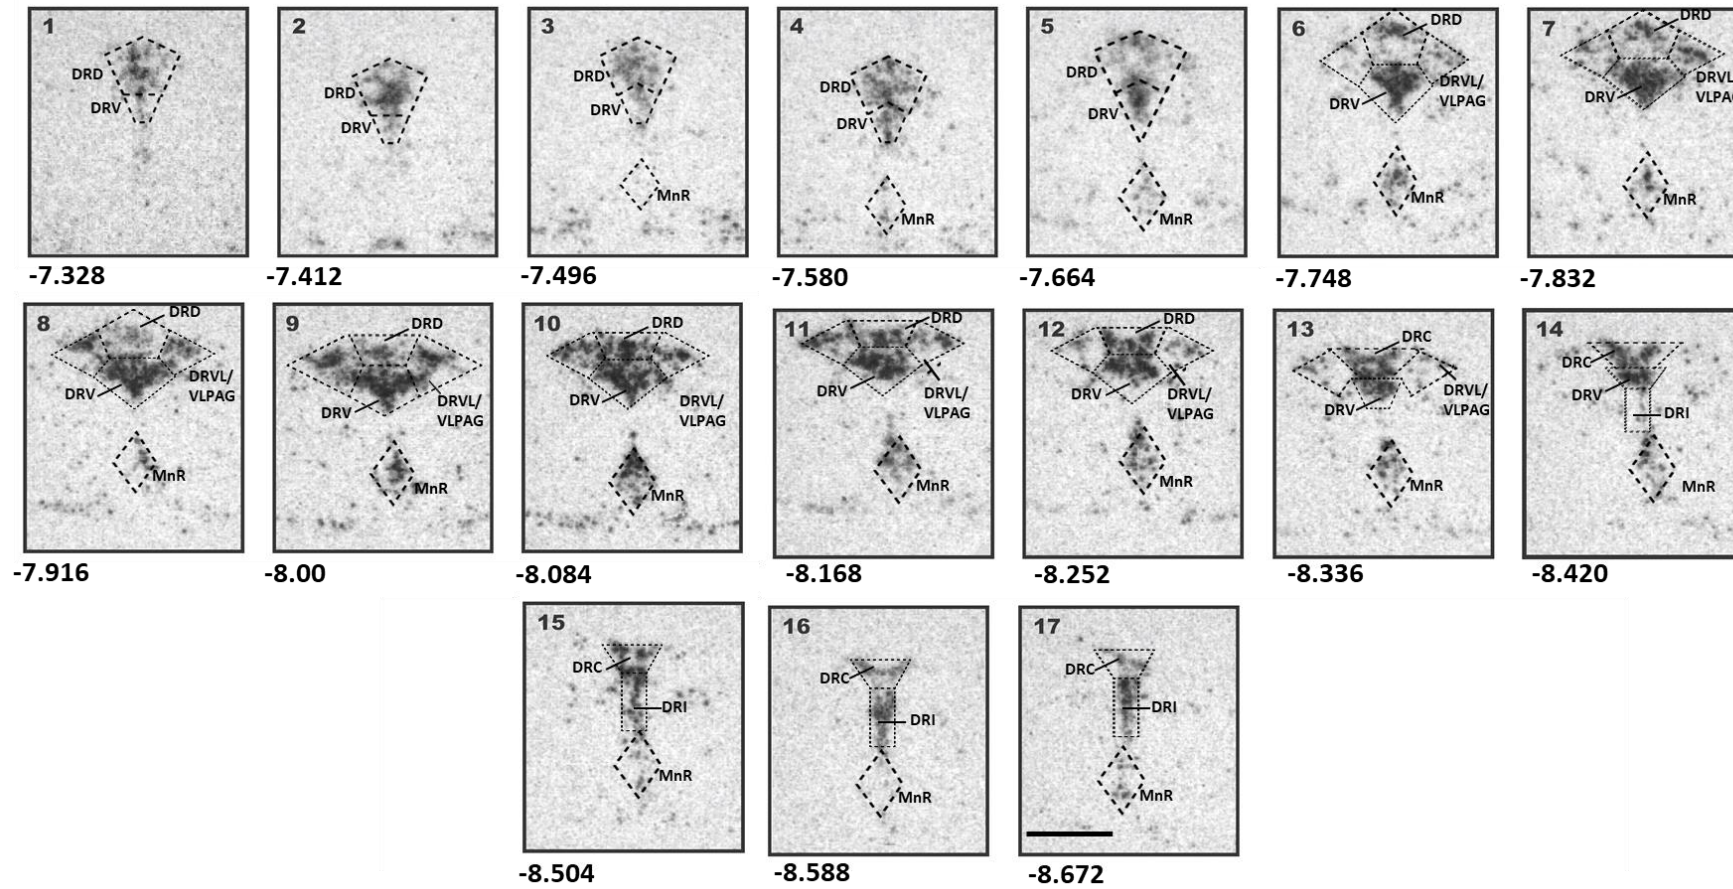 1
DRD
DRV
-7.328
2
DRD
DRV
-7.412
3
DRD
DRV
MnR
-7.496
4
DRD
DRV
MnR
-7.580
5
DRD
DRV
MnR
-7.664
6
DRD
DRVL/
VLPAG
DRV
MnR
-7.748
7
DRD
DRVL
VLPAG
DRV
MnR
-7.832
8
DRD
DRV
DRVL/
VLPAG
MnR
-7.916
9
DRD
DRV
DRVL/
VLPAG
MnR
-8.00
10
DRD
DRV
DRVL/
VLPAG
MnR
-8.084
11
DRD
DRV
DRVL/
VLPAG
MnR
-8.168
12
DRD
DRV
DRVL/
VLPAG
MnR
-8.252
13
DRC
DRV
DRVL/
VLPAG
MnR
-8.336
14
DRC
DRV
DRI
MnR
-8.420
15
DRC
DRI
MnR
-8.504
16
DRC
DRI
MnR
-8.588
17
DRC
DRI
MnR
-8.672